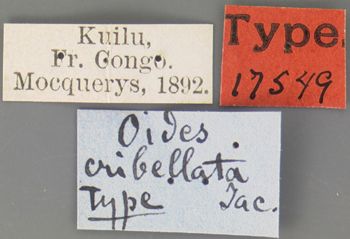 Kuilu,
Fr. Congo.
Mocquerys, 1892.
Type.
17549
Oides
cribellata
Type Jac.